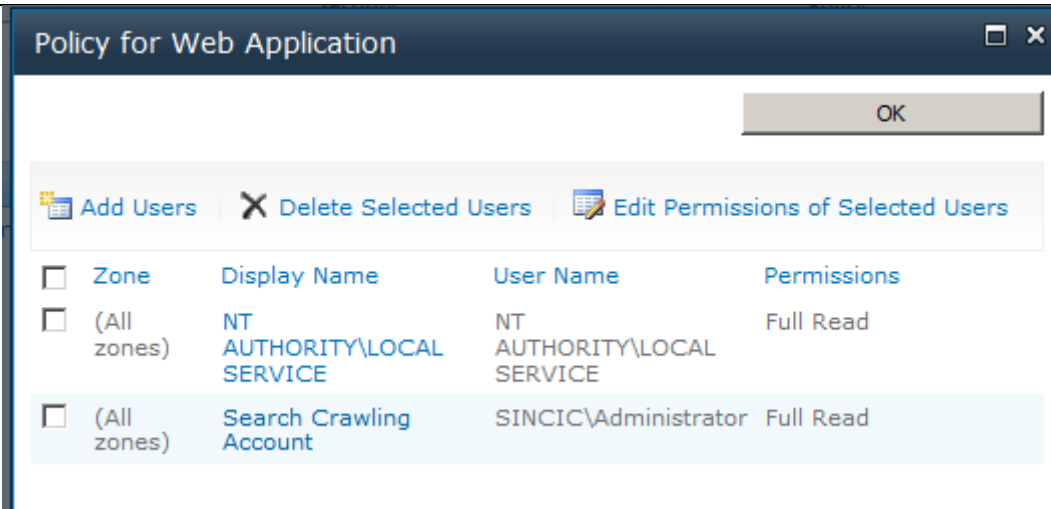 Policy for Web Application
OK
Add Users
Delete Selected Users
Edit Permissions of Selected Users
Zone Display Name User Name Permissions
(All NT NT Full Read
zones) AUTHORITY\LOCAL AUTHORITY\LOCAL
SERVICE SERVICE
(All Search Crawling SINCIC\Administrator Full Read
zones) Account